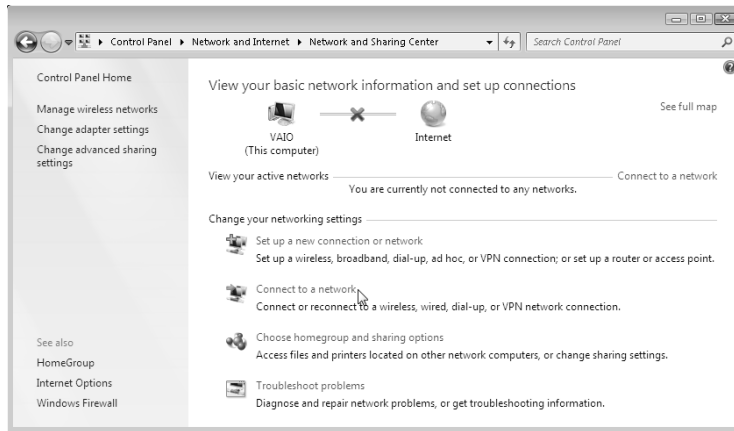 Control Panel ▸ Network and Internet ▸ Network and Sharing Center
Search Control Panel
Control Panel Home
Manage wireless networks
Change adapter settings
Change advanced sharing
settings
See also
HomeGroup
Internet Options
Windows Firewall
View your basic network information and set up connections
See full map
VAIO
(This computer)
Internet
View your active networks
Connect to a network
You are currently not connected to any networks.
Change your networking settings
Set up a new connection or network
Set up a wireless, broadband, dial-up, ad hoc, or VPN connection; or set up a router or access point.
Connect to a network
Connect or reconnect to a wireless, wired, dial-up, or VPN network connection.
Choose homegroup and sharing options
Access files and printers located on other network computers, or change sharing settings.
Troubleshoot problems
Diagnose and repair network problems, or get troubleshooting information.